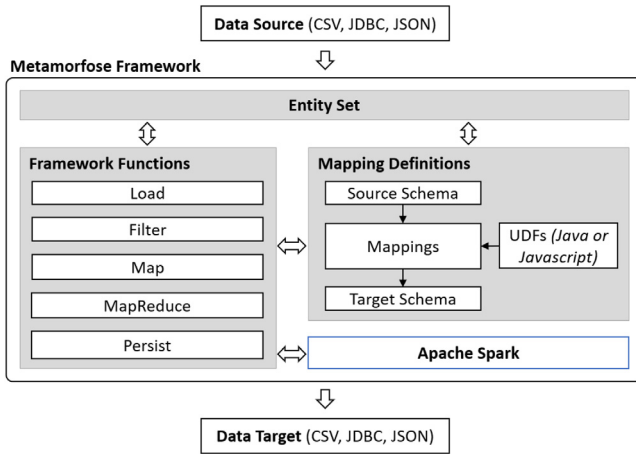 Data Source (CSV, JDBC, JSON)
Metamorfose Framework
Entity Set
Framework Functions
Load
Filter
Map
MapReduce
Persist
Mapping Definitions
Source Schema
Mappings
UDFs (Java or
Javascript)
Target Schema
Apache Spark
Data Target (CSV, JDBC, JSON)